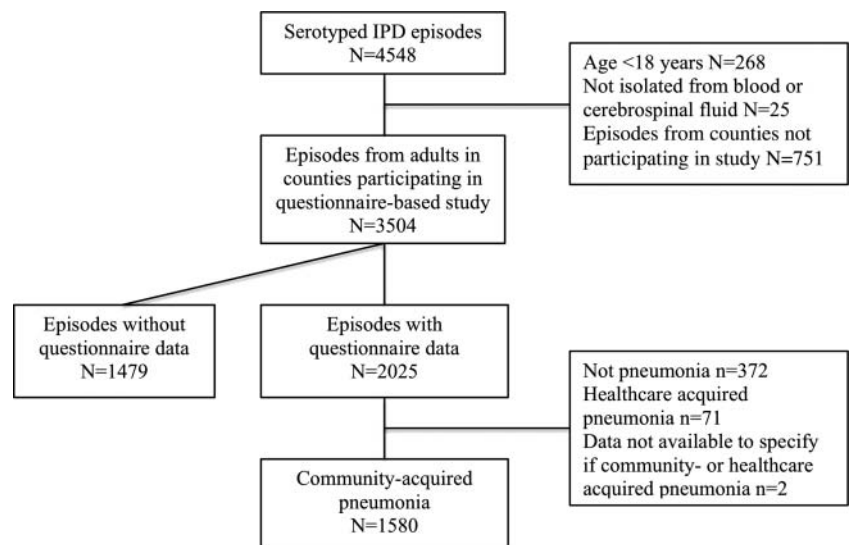 Serotyped IPD episodes
N=4548
Age <18 years N=268
Not isolated from blood or
cerebrospinal fluid N=25
Episodes from counties not
participating in study N=751
Episodes from adults in
counties participating in
questionnaire-based study
N=3504
Episodes without
questionnaire data
N=1479
Episodes with
questionnaire data
N=2025
Not pneumonia n=372
Healthcare acquired
pneumonia n=71
Data not available to specify
if community- or healthcare
acquired pneumonia n=2
Community-acquired
pneumonia
N=1580